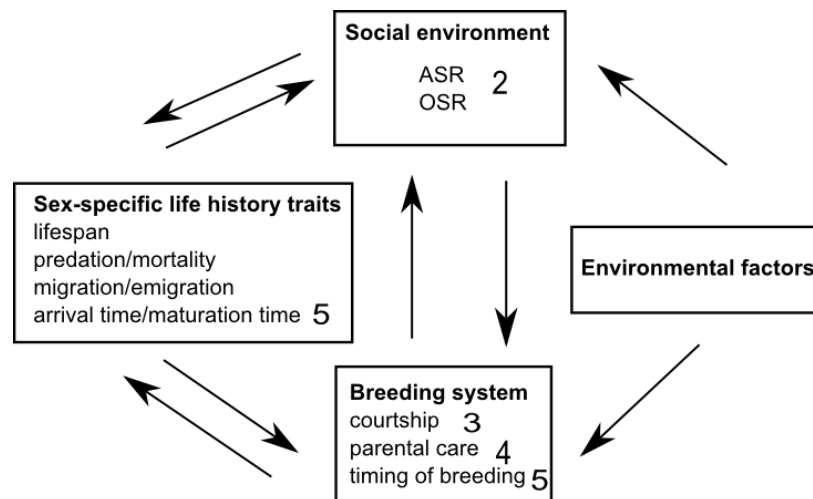 Social environment
ASR 2
OSR
Sex-specific life history traits
lifespan
predation/mortality
migration/emigration
arrival time/maturation time 5
Environmental factors
Breeding system
courtship 3
parental care 4
timing of breeding 5